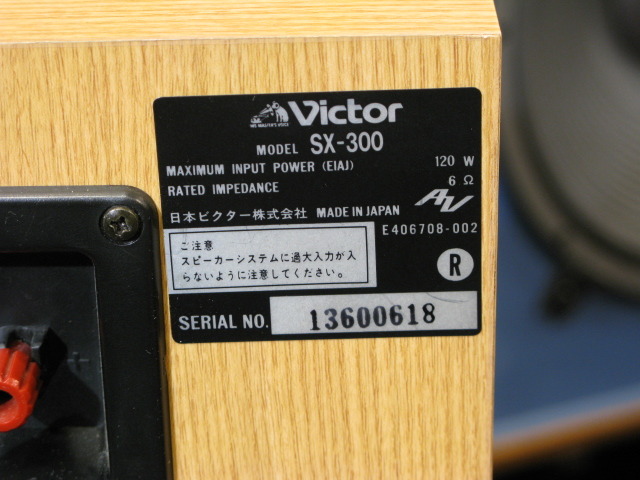 HIS MASTER'S VOICE
Victor
MODEL SX-300
MAXIMUM INPUT POWER (EIAJ) 120 W
RATED IMPEDANCE 6 Ω
AV
日本ビクター株式会社 MADE IN JAPAN
E406708-002
ご注意
スピーカーシステムに過大入力が入
らないように注意してください。
R
SERIAL NO. 13600618
+